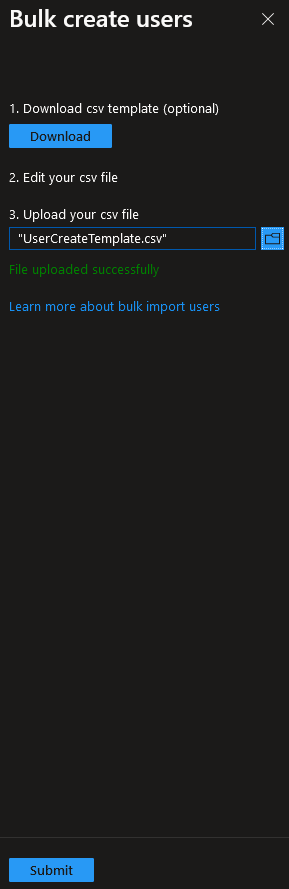 Bulk create users
1. Download csv template (optional)
Download
2. Edit your csv file
3. Upload your csv file
"UserCreateTemplate.csv"
File uploaded successfully
Learn more about bulk import users
Submit